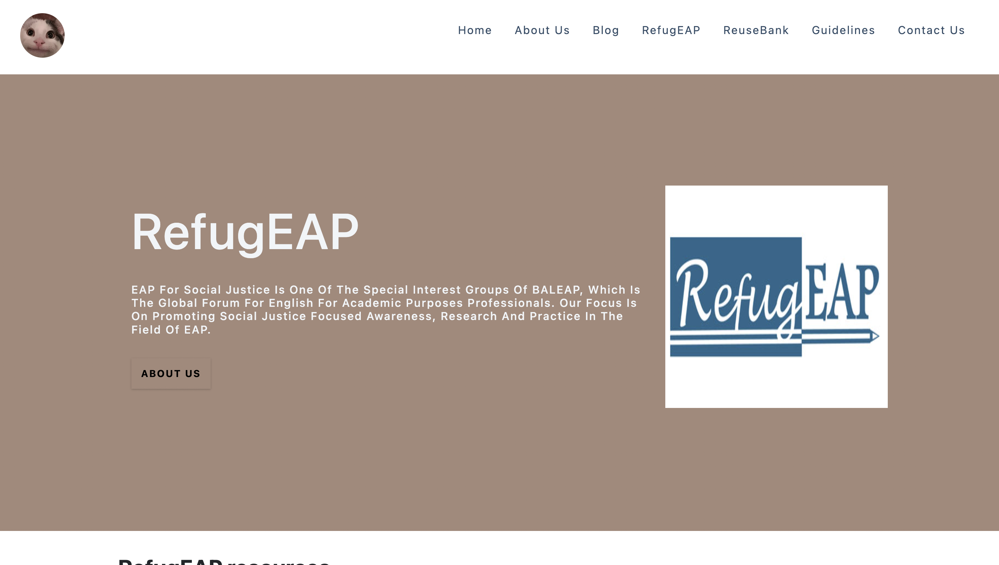 Home About Us Blog RefugEAP ReuseBank Guidelines Contact Us
RefugEAP
EAP For Social Justice Is One Of The Special Interest Groups Of BALEAP, Which Is
The Global Forum For English For Academic Purposes Professionals. Our Focus Is
On Promoting Social Justice Focused Awareness, Research And Practice In The
Field Of EAP.
ABOUT US
RefugEAP
RefugEAP resources